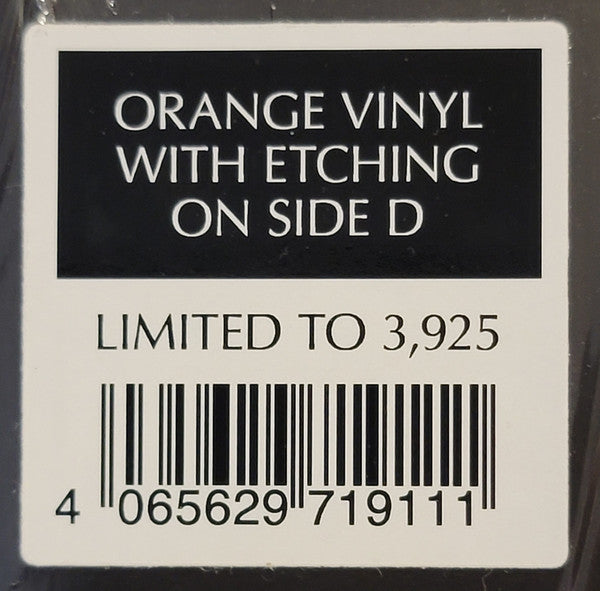 ORANGE VINYL
WITH ETCHING
ON SIDE D
LIMITED TO 3,925
4 065629 719111